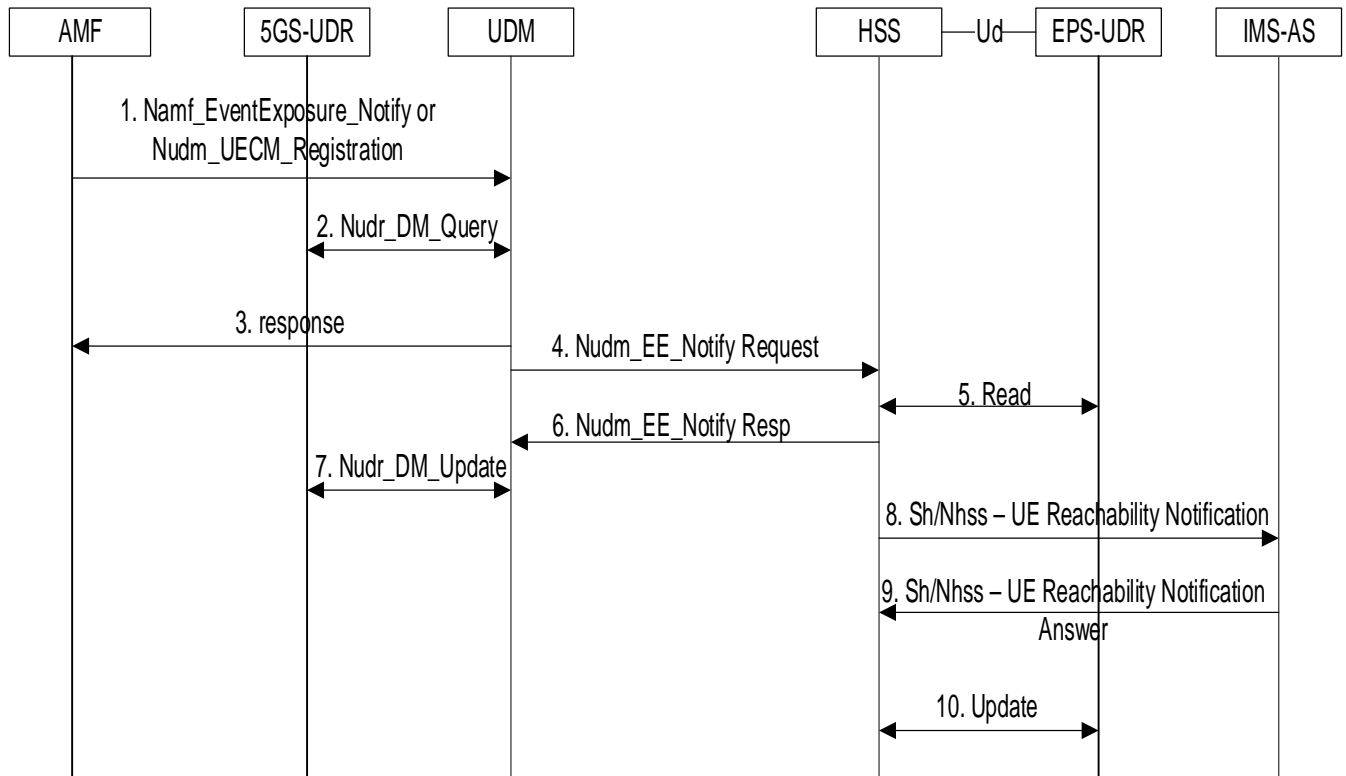 AMF
5GS-UDR
UDM
HSS
Ud
EPS-UDR
IMS-AS
1. Namf_EventExposure_Notify or
Nudm_UECM_Registration
2. Nudr_DM_Query
3. response
4. Nudm_EE_Notify Request
5. Read
6. Nudm_EE_Notify Resp
7. Nudr_DM_Update
8. Sh/Nhss – UE Reachability Notification
9. Sh/Nhss – UE Reachability Notification
Answer
10. Update